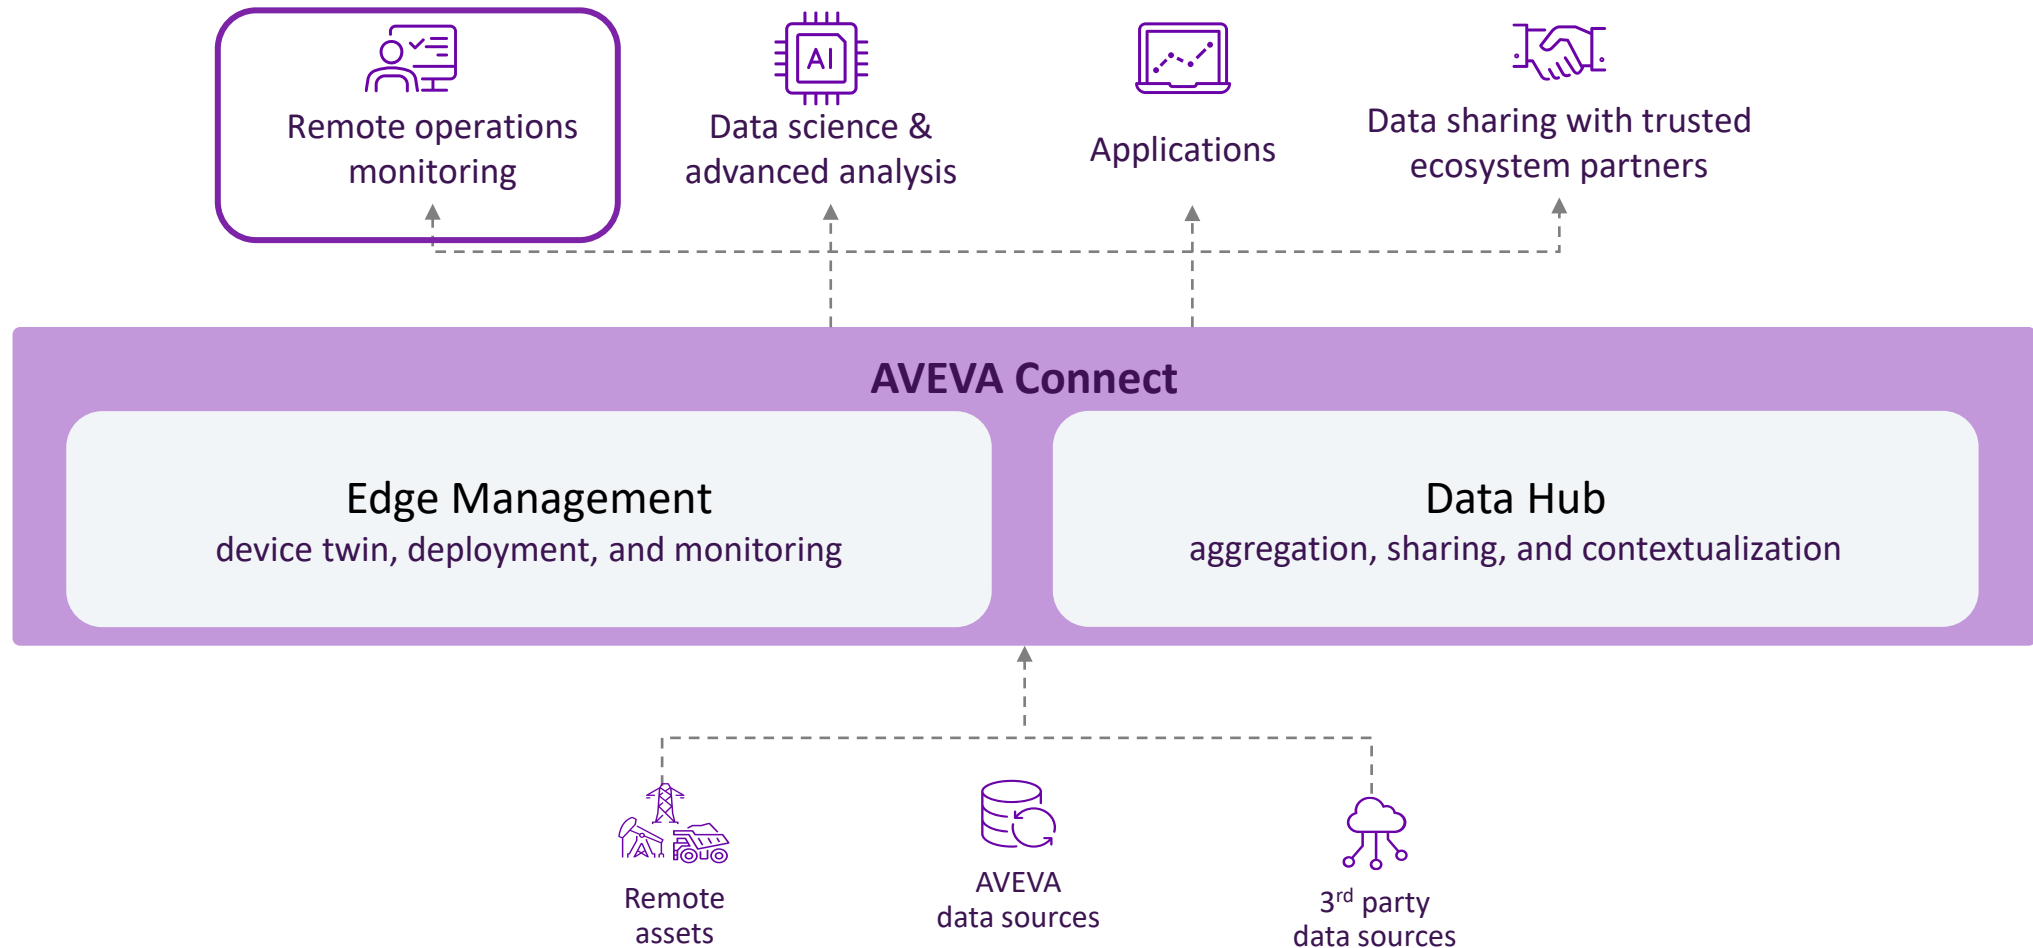 AI
Remote operations
monitoring
Data science &
advanced analysis
Applications
Data sharing with trusted
ecosystem partners
AVEVA Connect
Edge Management
device twin, deployment, and monitoring
Data Hub
aggregation, sharing, and contextualization
Remote
assets
AVEVA
data sources
3rd party
data sources